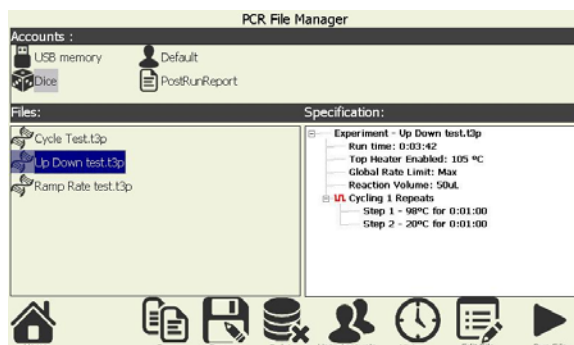 PCR File Manager
Accounts :
USB memory
Default
Dice
PostRunReport
Files:
Specification:
Cycle Test.t3p
Up Down test.t3p
Ramp Rate test.t3p
Experiment - Up Down test.t3p
Run time: 0:03:42
Top Heater Enabled: 105 ºC
Global Rate Limit: Max
Reaction Volume: 50uL
Cycling 1 Repeats
Step 1 - 98ºC for 0:01:00
Step 2 - 20ºC for 0:01:00